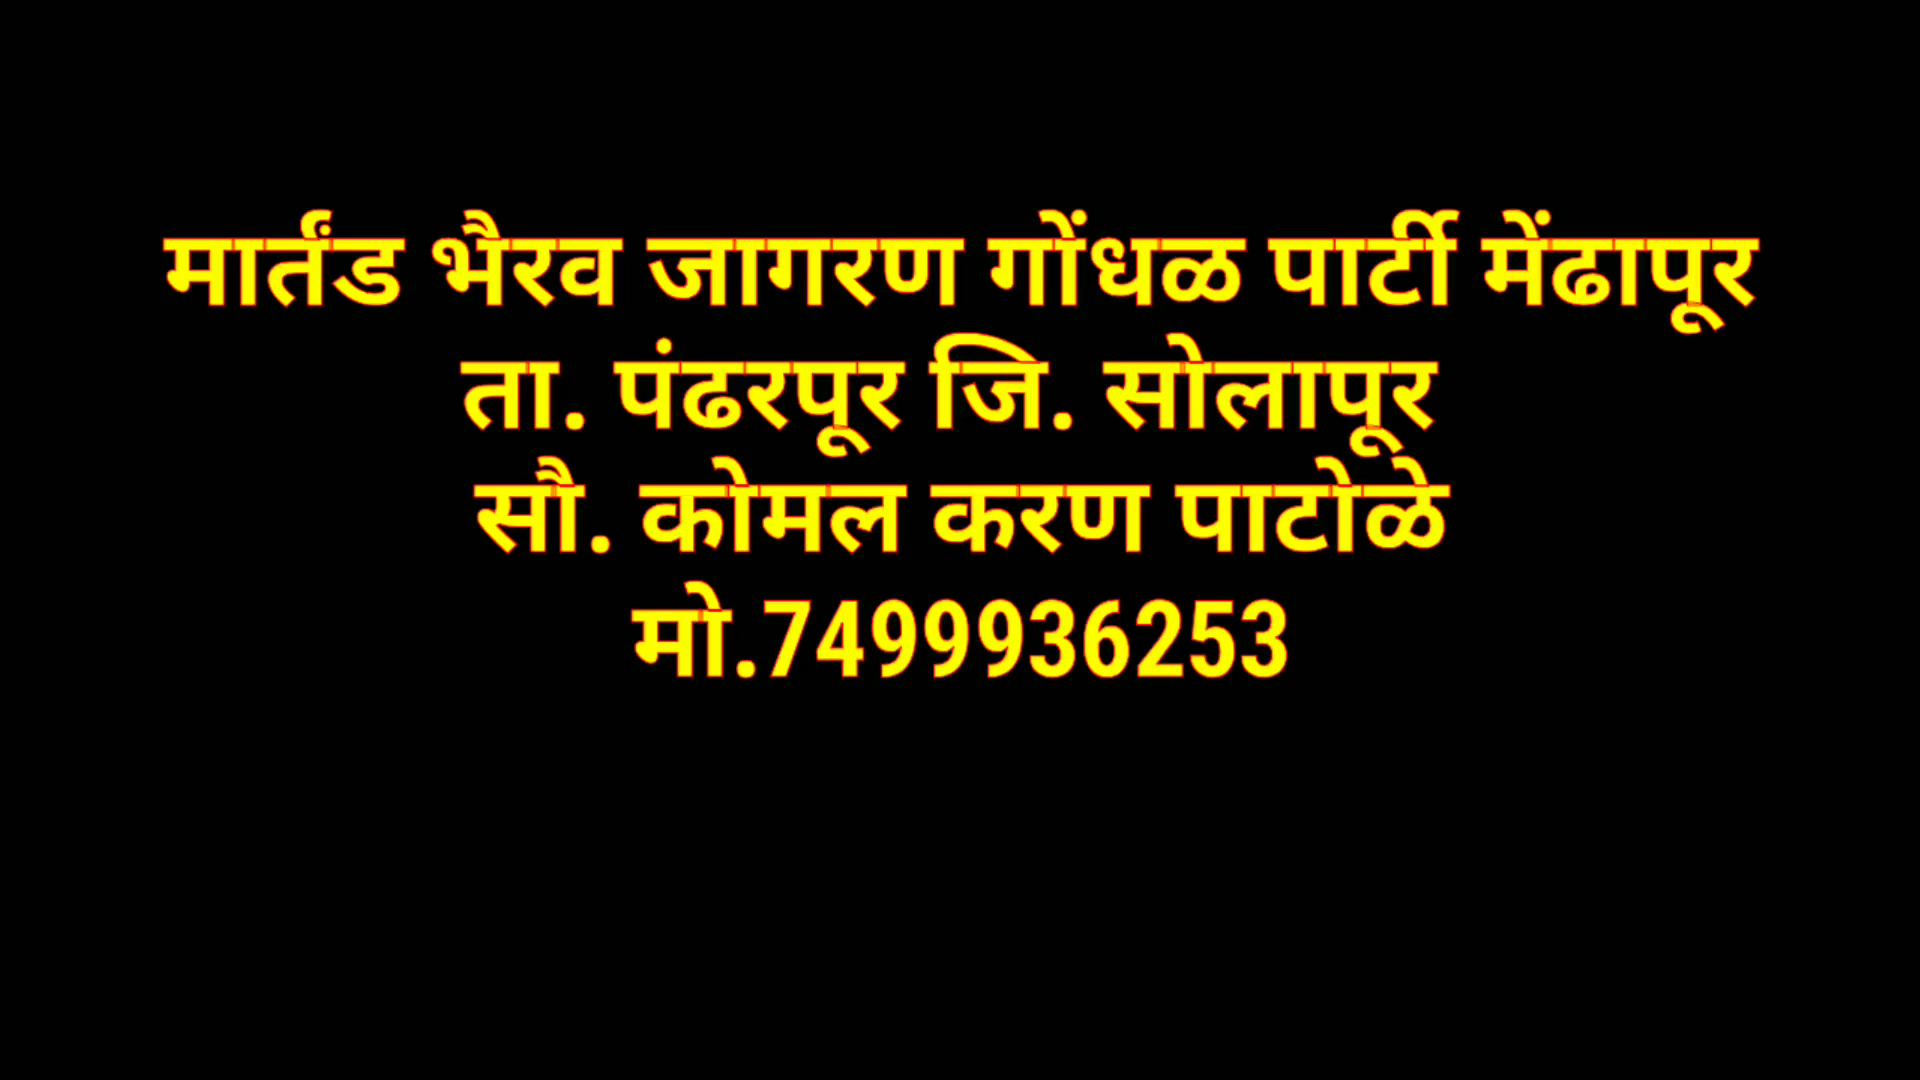 मार्तंड भैरव जागरण गोंधळ पार्टी मेंढापूर
ता. पंढरपूर जि. सोलापूर
सौ. कोमल करण पाटोळे
मो.7499936253